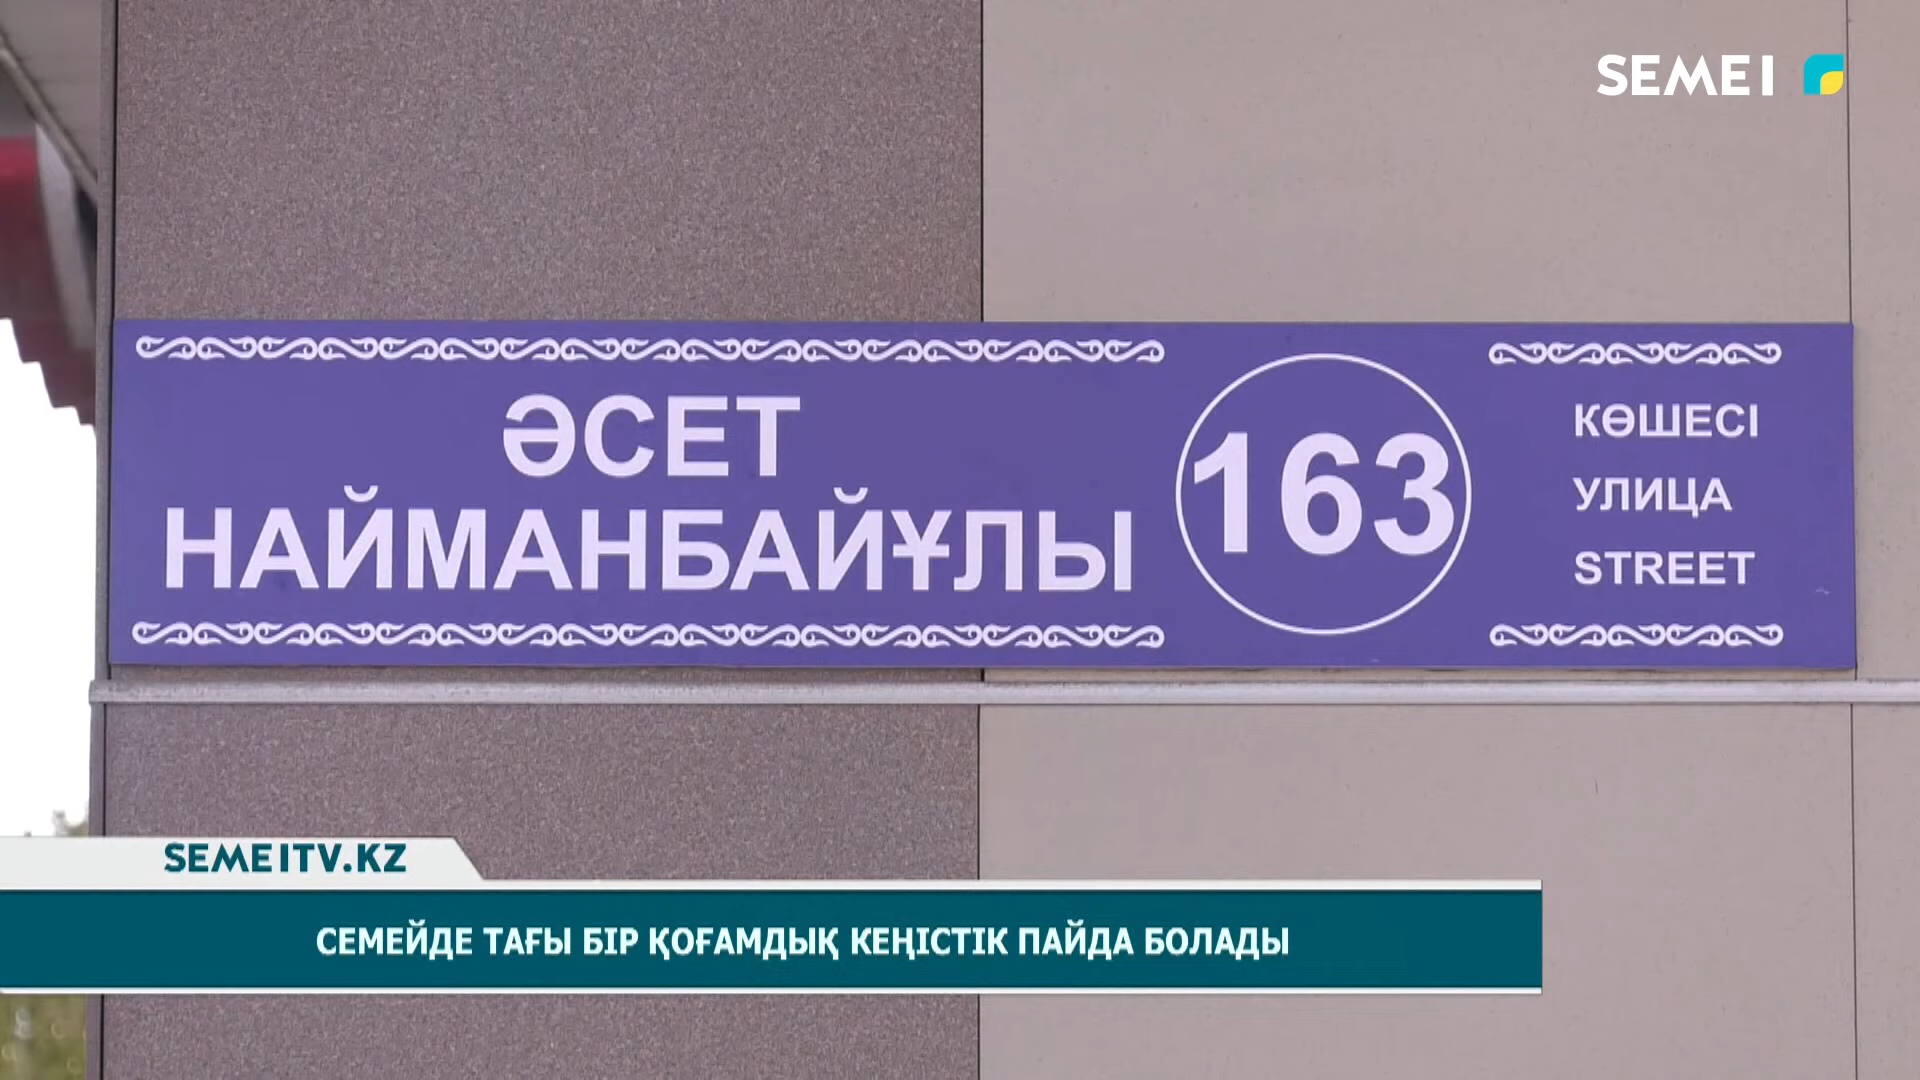 SEMEI
ӘСЕТ
НАЙМАНБАЙҰЛЫ
163
КӨШЕСІ
УЛИЦА
STREET
SEMEITV.KZ
СЕМЕЙДЕ ТАҒЫ БІР ҚОҒАМДЫҚ КЕҢІСТІК ПАЙДА БОЛАДЫ